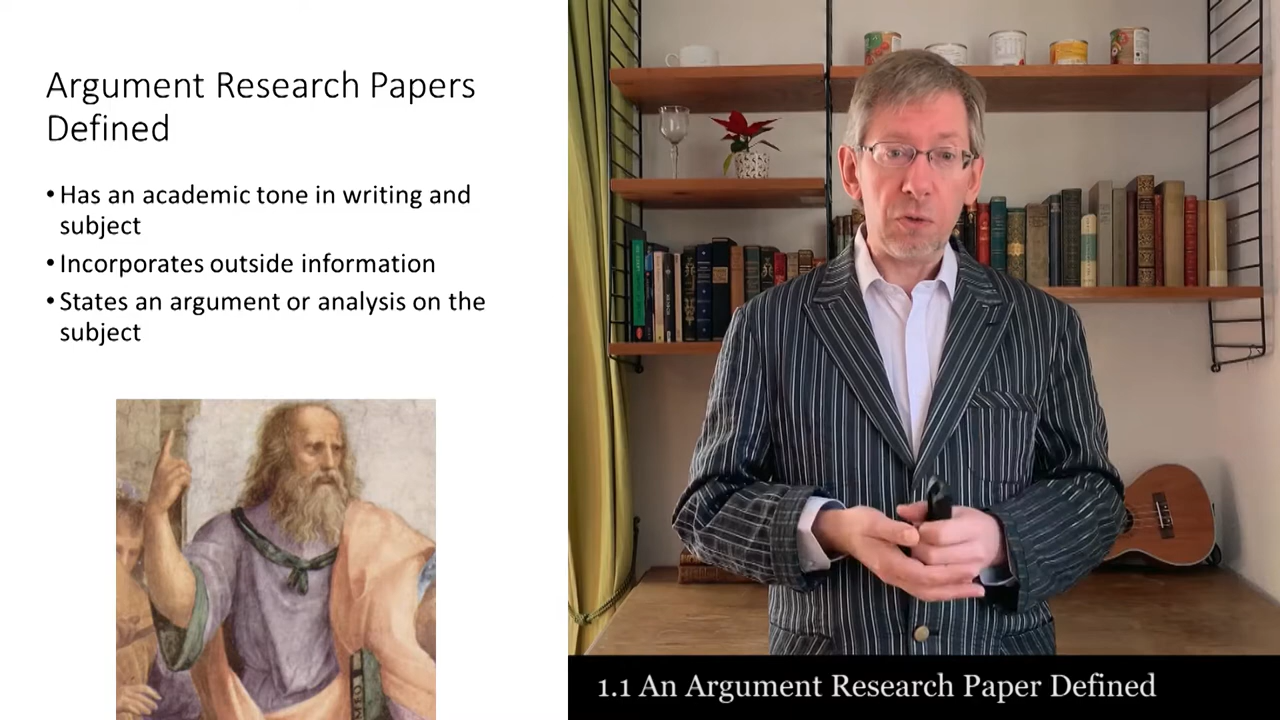 Argument Research Papers
Defined
• Has an academic tone in writing and
subject
• Incorporates outside information
• States an argument or analysis on the
subject
1.1 An Argument Research Paper Defined